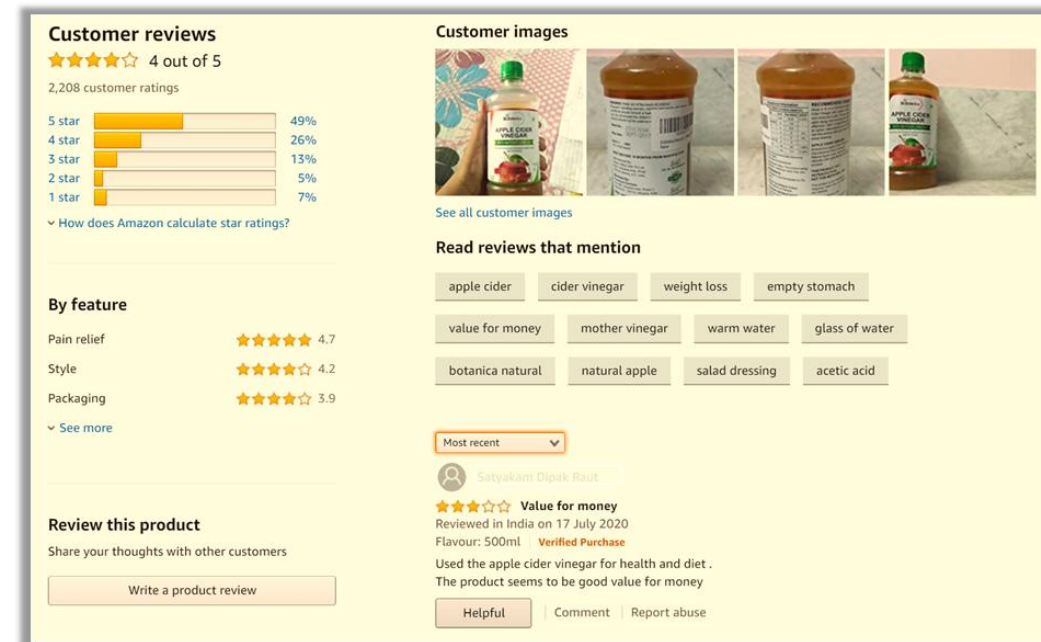 Customer reviews
4 out of 5
2,208 customer ratings
5 star 49%
4 star 26%
3 star 13%
2 star 5%
1 star 7%
How does Amazon calculate star ratings?
By feature
Pain relief 4.7
Style 4.2
Packaging 3.9
See more
Review this product
Share your thoughts with other customers
Write a product review
Customer images
APPLE CIDER
VINEGAR
APPLE CIDER
VINEGAR
See all customer images
Read reviews that mention
apple cider cider vinegar weight loss empty stomach
value for money mother vinegar warm water glass of water
botanica natural natural apple salad dressing acetic acid
Most recent
Satyakam Dipak Raut
Value for money
Reviewed in India on 17 July 2020
Flavour: 500ml Verified Purchase
Used the apple cider vinegar for health and diet .
The product seems to be good value for money
Helpful Comment Report abuse